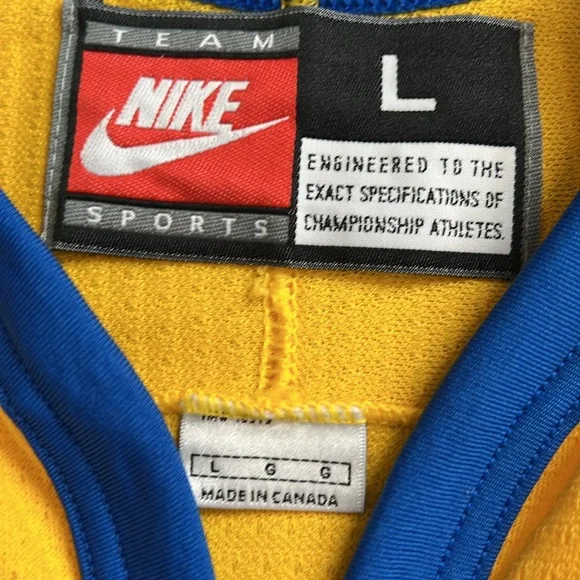 TEAM
NIKE
SPORTS
L
ENGINEERED TO THE
EXACT SPECIFICATIONS OF
CHAMPIONSHIP ATHLETES.
L G G
MADE IN CANADA